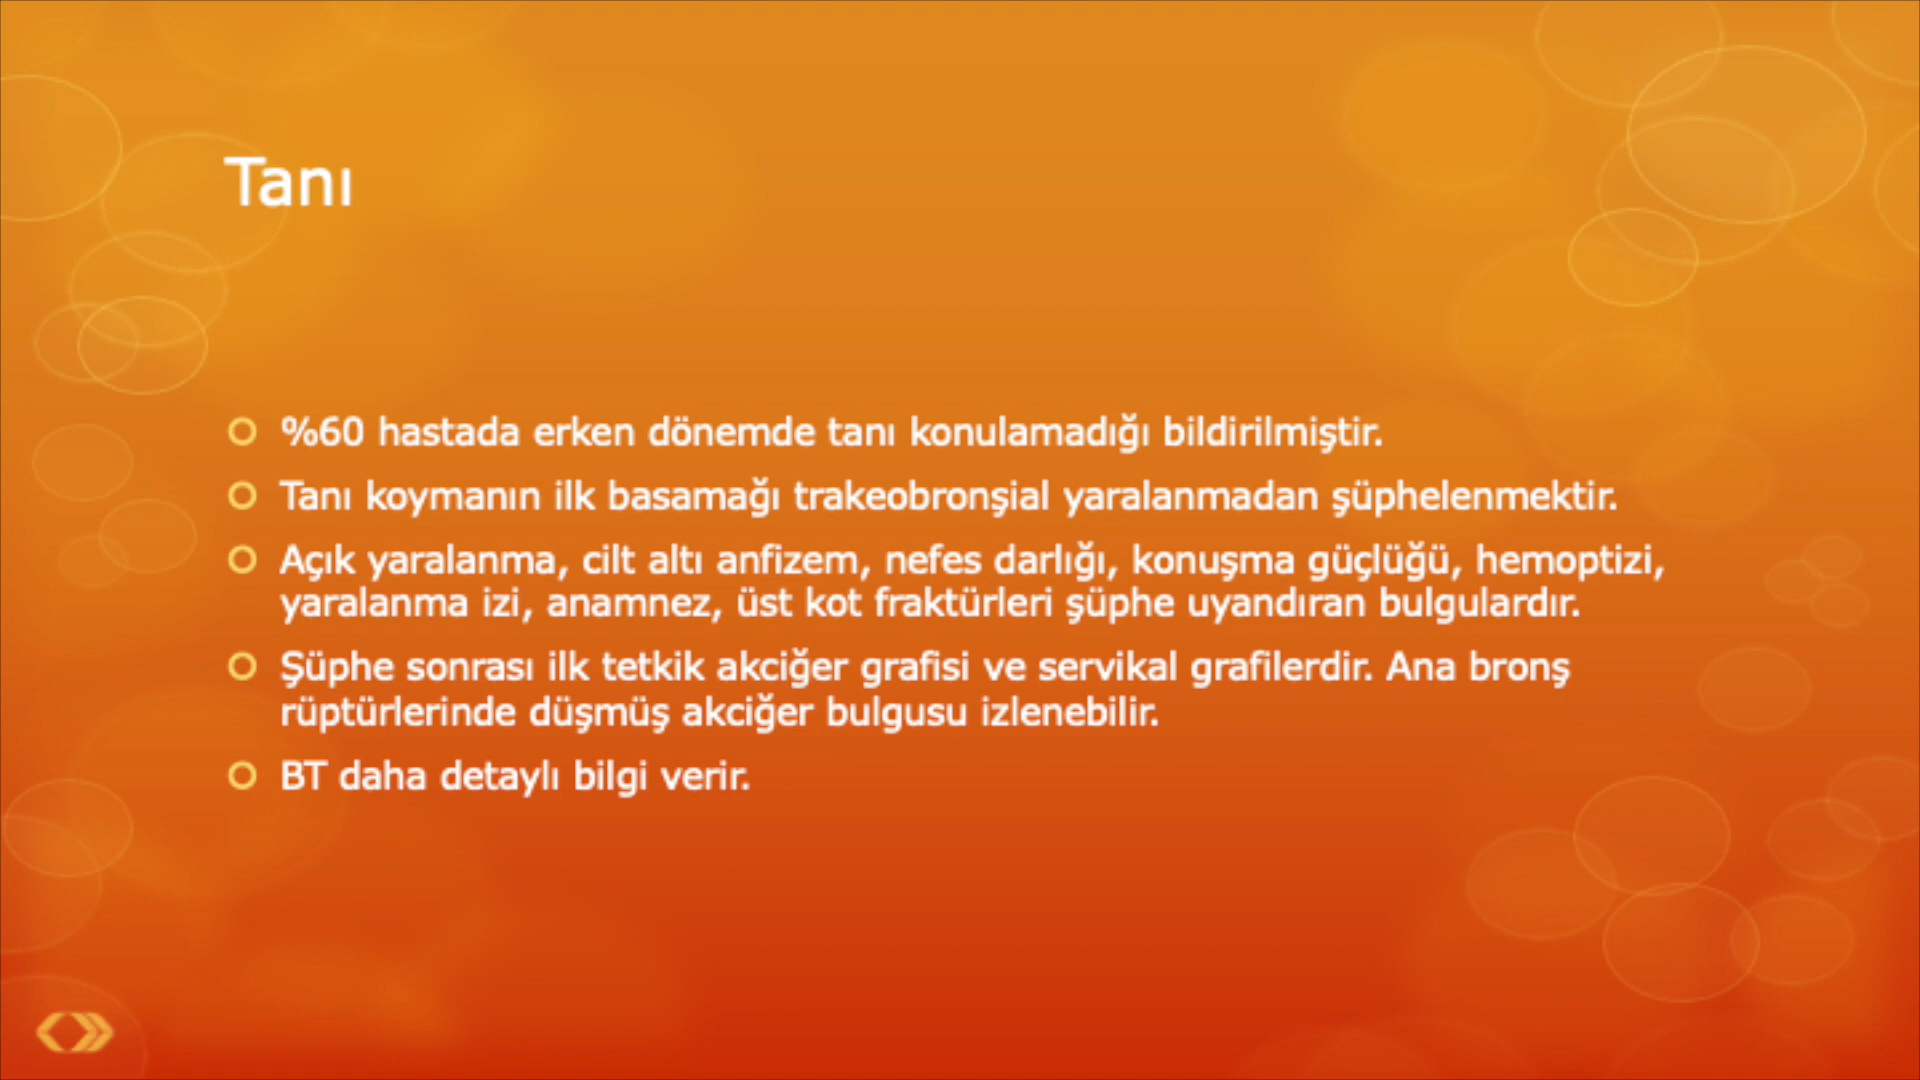 Tanı
%60 hastada erken dönemde tanı konulamadığı bildirilmiştir.
Tanı koymanın ilk basamağı trakeobronşial yaralanmadan şüphelenmektir.
Açık yaralanma, cilt altı anfizem, nefes darlığı, konuşma güçlüğü, hemoptizi,
yaralanma izi, anamnez, üst kot fraktürleri şüphe uyandıran bulgulardır.
Şüphe sonrası ilk tetkik akciğer grafisi ve servikal grafilerdir. Ana bronş
rüptürlerinde düşmüş akciğer bulgusu izlenebilir.
BT daha detaylı bilgi verir.